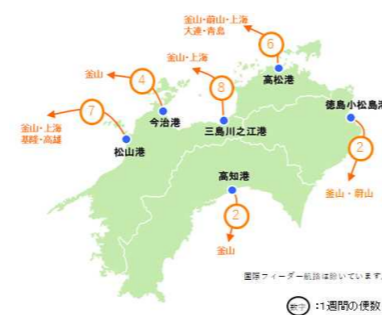 釜山・蔚山・上海
大連・青島
6
高松港
釜山・上海
8
三島川之江港
釜山
4
今治港
7
釜山・上海
基隆・高雄
松山港
徳島小松島港
2
釜山・蔚山
高知港
2
釜山
国際フィーダー航路は除いています。
数字 :1週間の便数